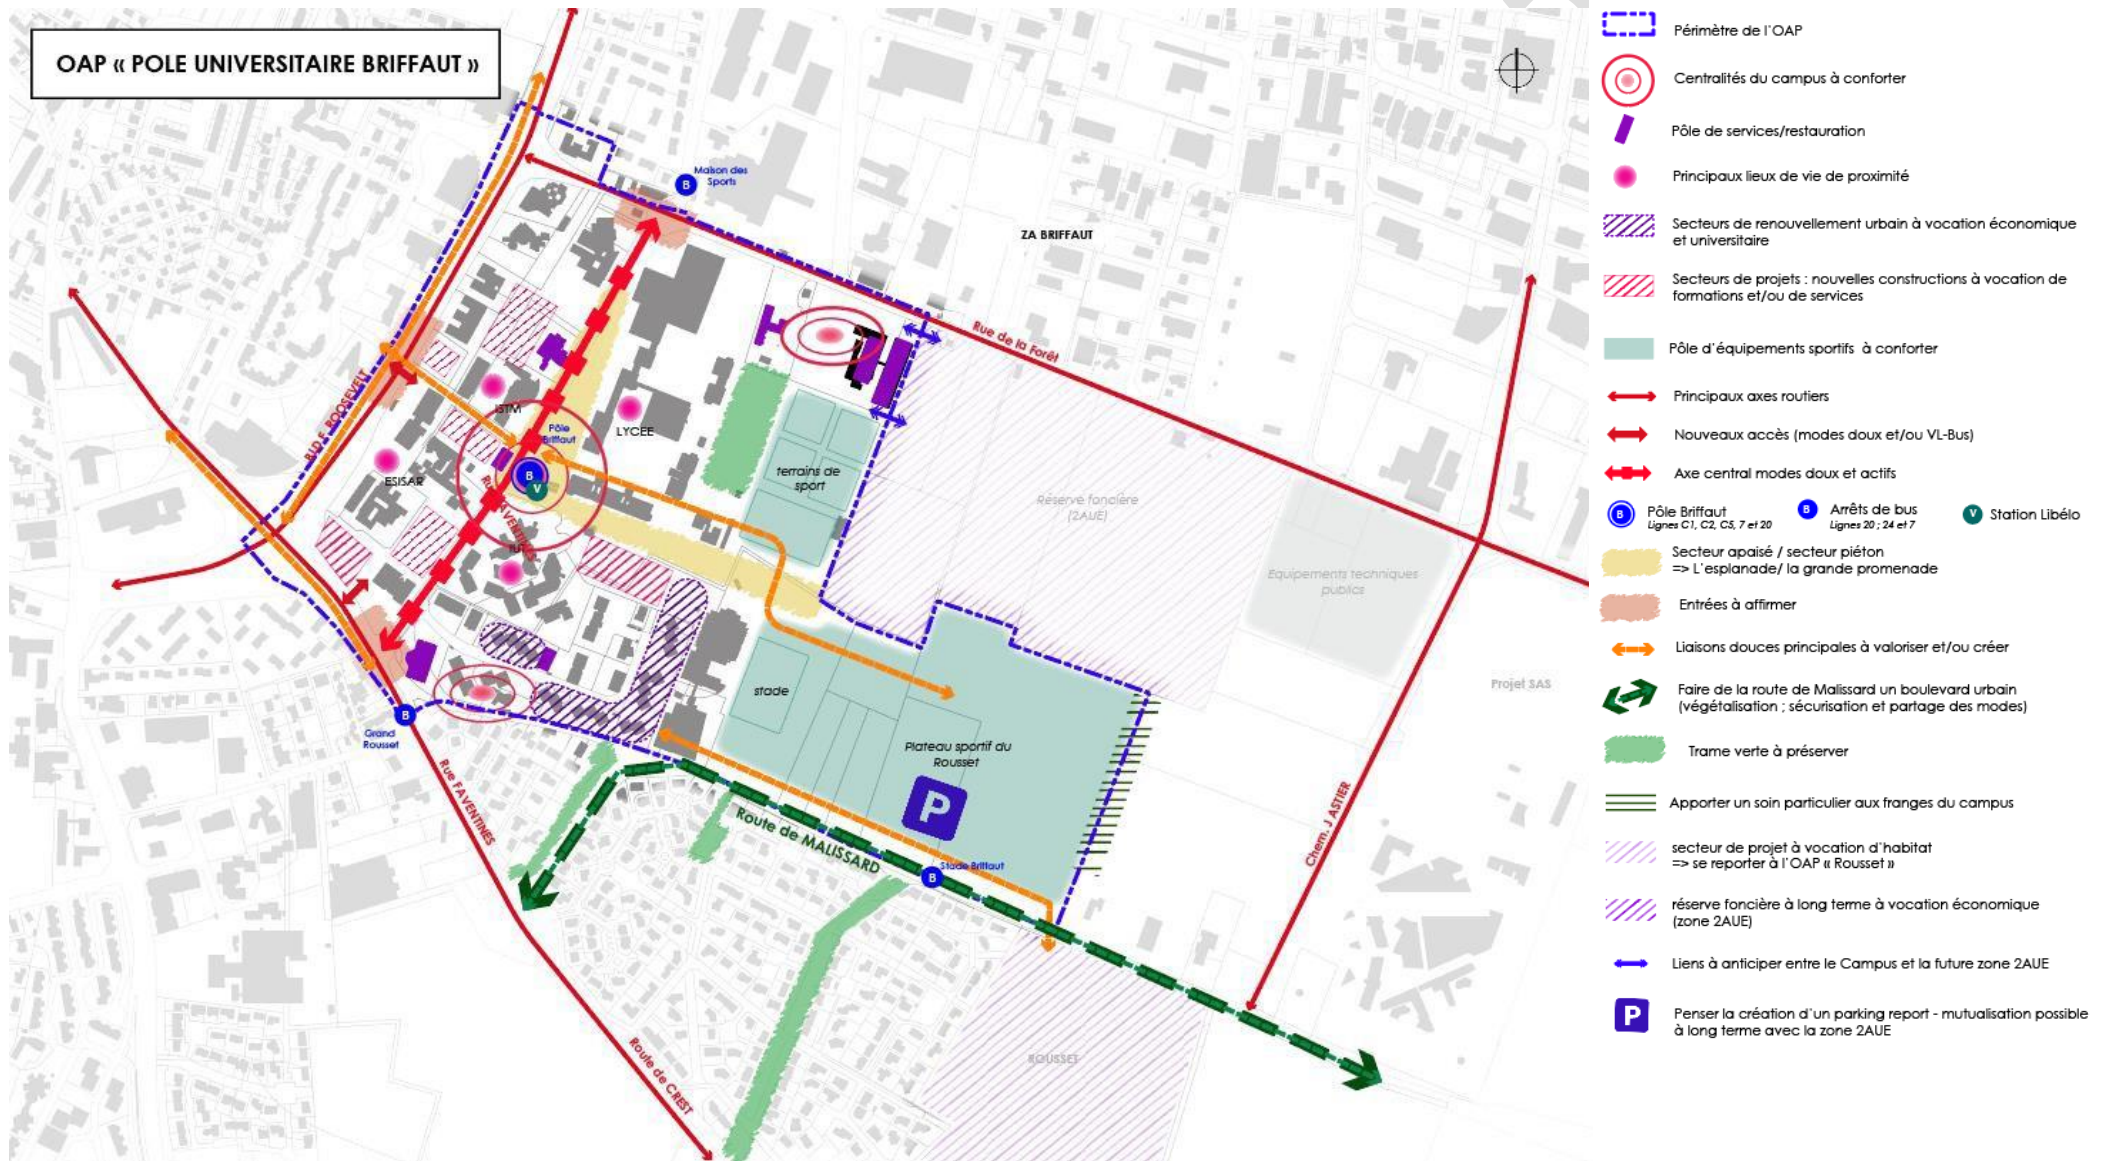 OAP « POLE UNIVERSITAIRE BRIFFAUT »
Maison des
Sports
B
ZA BRIFFAUT
Rue de la Forêt
BLD F. ROOSEVELT
ISTM
LYCEE
Pôle
Briffaut
B
V
ESISAR
Rue FAVENTINES
IUT
terrains de
sport
Réserve foncière
(2AUE)
Equipements techniques
publics
Projet SAS
stade
Plateau sportif du
Rousset
P
B
Grand
Rousset
Rue FAVENTINES
Route de MALISSARD
Stade Briffaut
B
Chem. J ASTIER
ROUSSET
Route de CREST
Périmètre de l'OAP
Centralités du campus à conforter
Pôle de services/restauration
Principaux lieux de vie de proximité
Secteurs de renouvellement urbain à vocation économique
et universitaire
Secteurs de projets : nouvelles constructions à vocation de
formations et/ou de services
Pôle d'équipements sportifs à conforter
Principaux axes routiers
Nouveaux accès (modes doux et/ou VL-Bus)
Axe central modes doux et actifs
B Pôle Briffaut
Lignes C1, C2, C5, 7 et 20
B Arrêts de bus
Lignes 20 ; 24 et 7
V Station Libélo
Secteur apaisé / secteur piéton
=> L'esplanade/ la grande promenade
Entrées à affirmer
Liaisons douces principales à valoriser et/ou créer
Faire de la route de Malissard un boulevard urbain
(végétalisation ; sécurisation et partage des modes)
Trame verte à préserver
Apporter un soin particulier aux franges du campus
secteur de projet à vocation d'habitat
=> se reporter à l'OAP « Rousset »
réserve foncière à long terme à vocation économique
(zone 2AUE)
Liens à anticiper entre le Campus et la future zone 2AUE
P Penser la création d'un parking report - mutualisation possible
à long terme avec la zone 2AUE